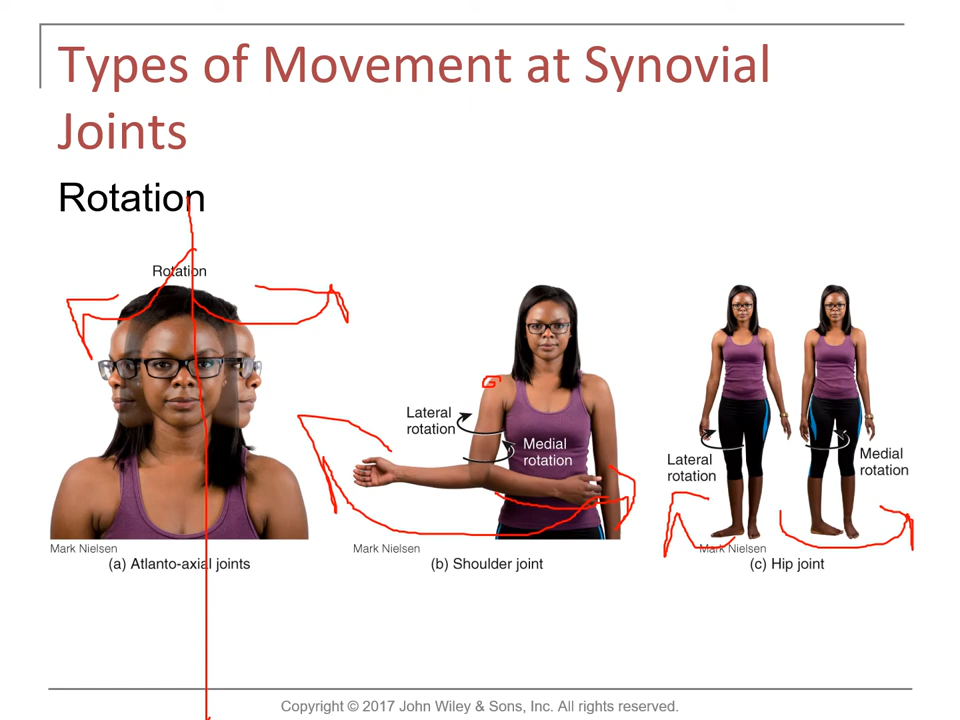 Types of Movement at Synovial
Joints
Rotation
Rotation
Lateral
rotation
Medial
rotation
Lateral
rotation
Medial
rotation
Mark Nielsen
Mark Nielsen
Mark Nielsen
(a) Atlanto-axial joints
(b) Shoulder joint
(c) Hip joint
Copyright © 2017 John Wiley & Sons, Inc. All rights reserved.